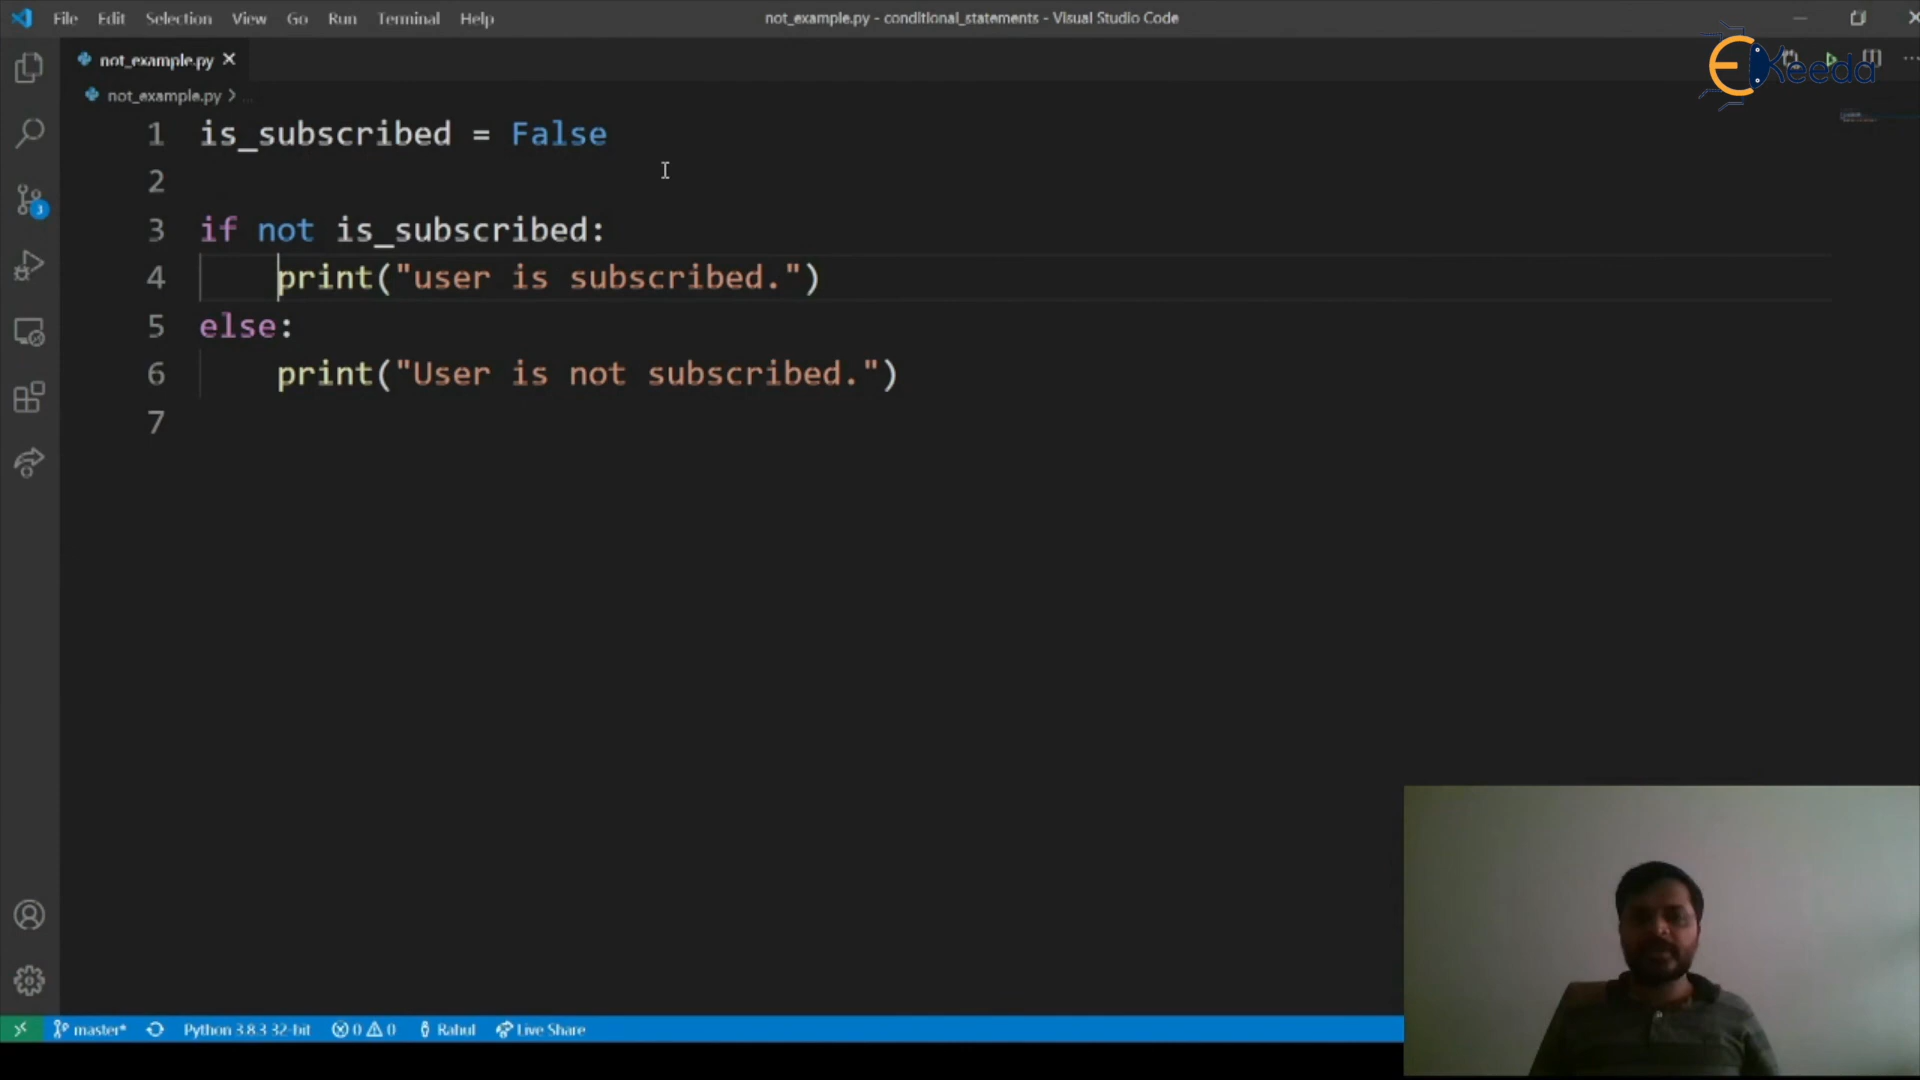 File Edit Selection View Go Run Terminal Help
not_example.py - conditional_statements - Visual Studio Code
EKeeda
not_example.py
not_example.py > ...
1 is_subscribed = False
2
3 if not is_subscribed:
4 print("user is subscribed.")
5 else:
6 print("User is not subscribed.")
7
3
master* Python 3.8.3 32-bit 0 0 Rahul Live Share